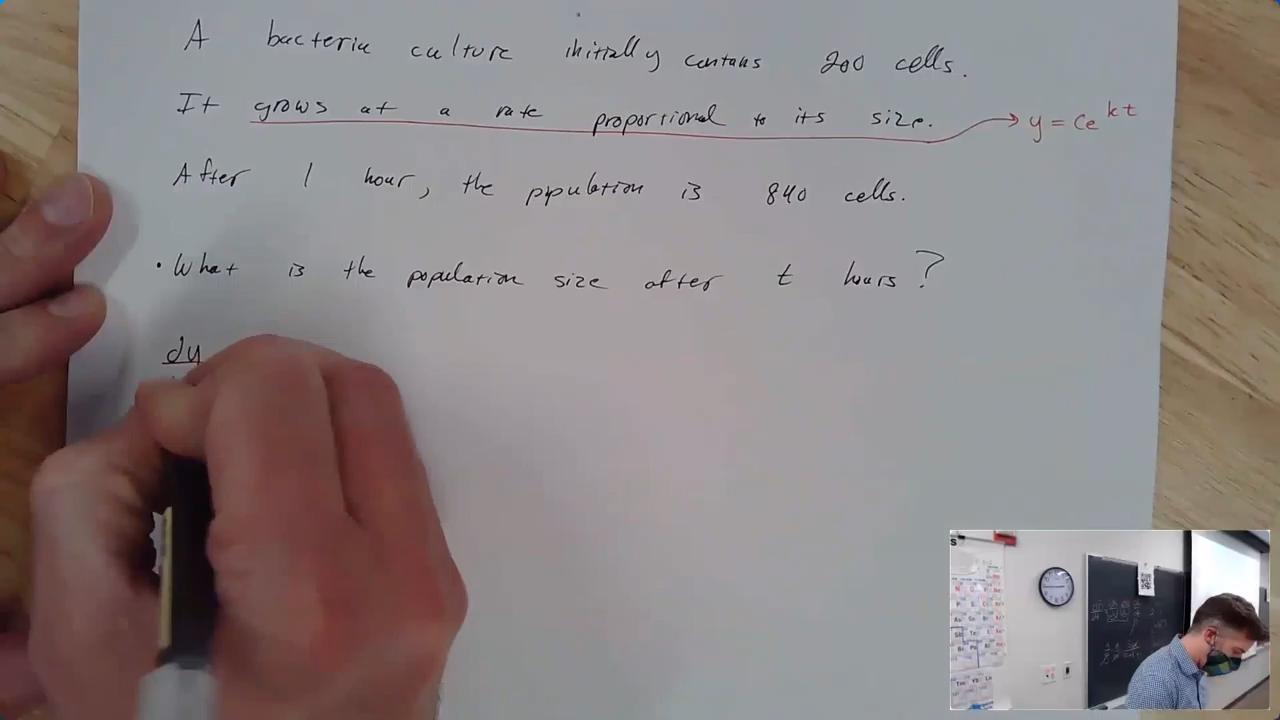 A bacteria culture initially contains 200 cells.
It grows at a rate proportional to its size. → y = Ce^kt
After 1 hour, the population is 840 cells.
• What is the population size after t hours?
dy